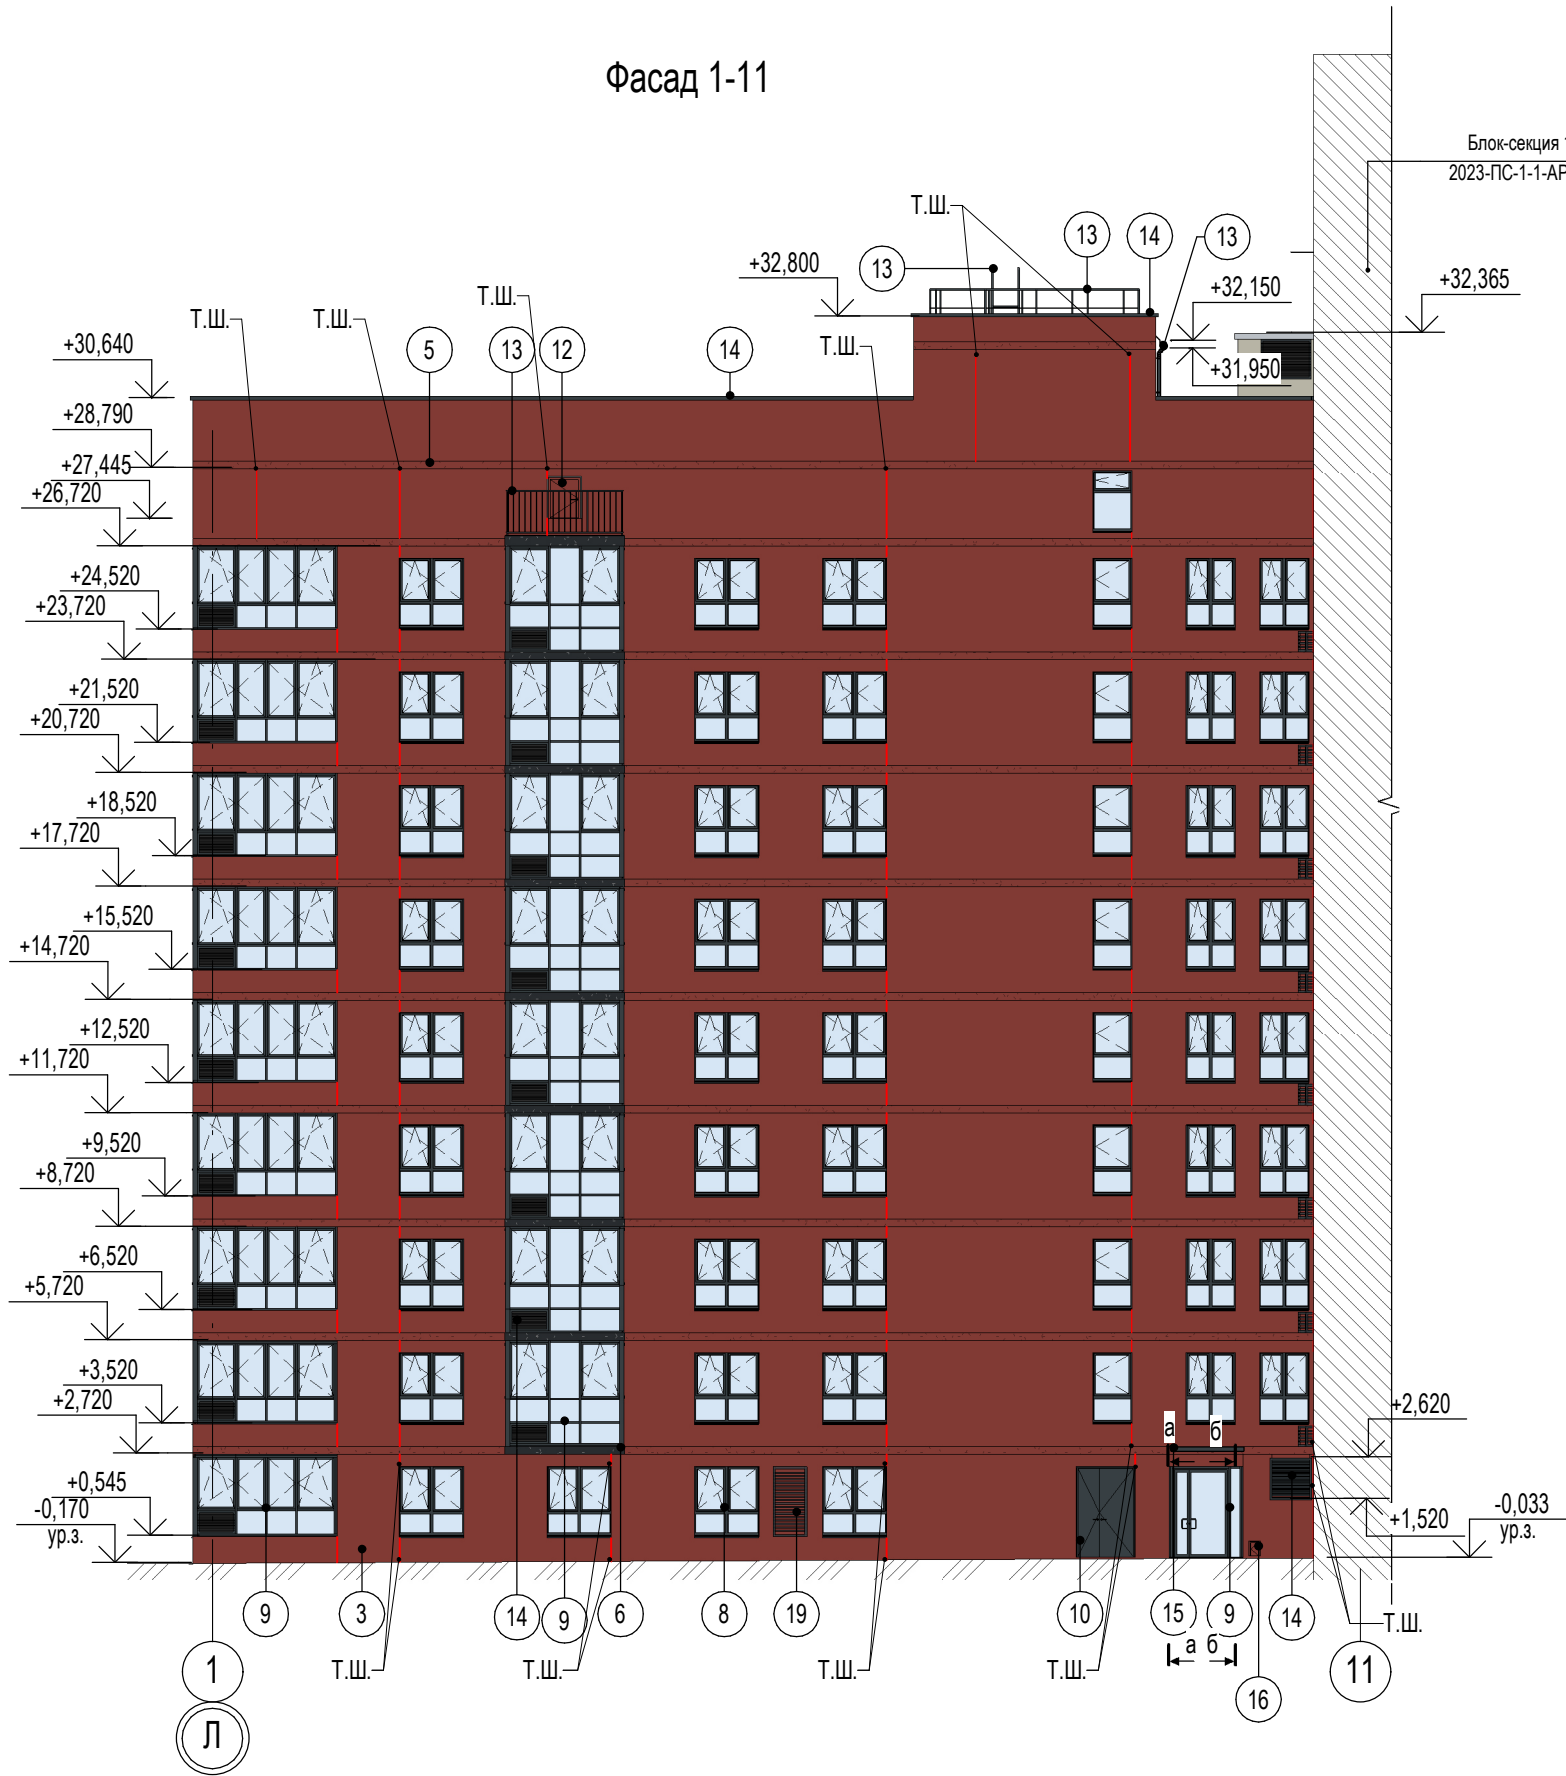 Фасад 1-11
Блок-секция 1
2023-ПС-1-1-АР
Т.Ш.
13
14
13
+32,800
13
+32,150
+32,365
Т.Ш.
Т.Ш.
Т.Ш.
5
13
12
14
Т.Ш.
+30,640
+31,950
+28,790
+27,445
+26,720
+24,520
+23,720
+21,520
+20,720
+18,520
+17,720
+15,520
+14,720
+12,520
+11,720
+9,520
+8,720
+6,520
+5,720
+3,520
+2,720
+2,620
а
б
+0,545
-0,170
ур.з.
+1,520
-0,033
ур.з.
9
3
14
9
6
8
19
10
15
9
14
Т.Ш.
а
б
1
Т.Ш.
Т.Ш.
Т.Ш.
Т.Ш.
11
16
Л